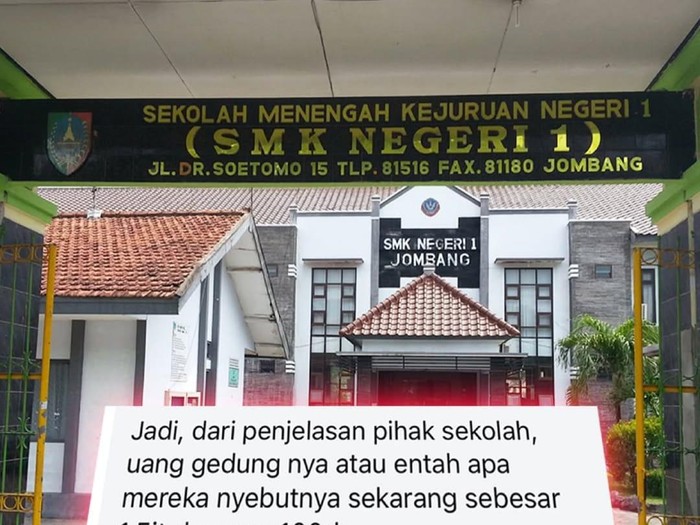 SEKOLAH MENENGAH KEJURUAN NEGERI 1
( SMK NEGERI 1 )
JL.DR.SOETOMO 15 TLP.81516 FAX.81180 JOMBANG
SMK NEGERI 1
JOMBANG
Jadi, dari penjelasan pihak sekolah,
uang gedung nya atau entah apa
mereka nyebutnya sekarang sebesar